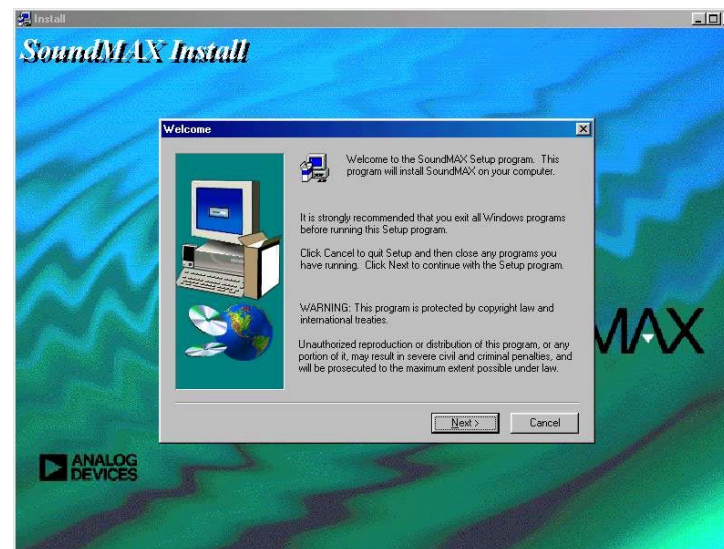 Install
SoundMAX Install
Welcome
Welcome to the SoundMAX Setup program. This
program will install SoundMAX on your computer.
It is strongly recommended that you exit all Windows programs
before running this Setup program.
Click Cancel to quit Setup and then close any programs you
have running. Click Next to continue with the Setup program.
WARNING: This program is protected by copyright law and
international treaties.
Unauthorized reproduction or distribution of this program, or any
portion of it, may result in severe civil and criminal penalties, and
will be prosecuted to the maximum extent possible under law.
MAX
Next >
Cancel
ANALOG
DEVICES